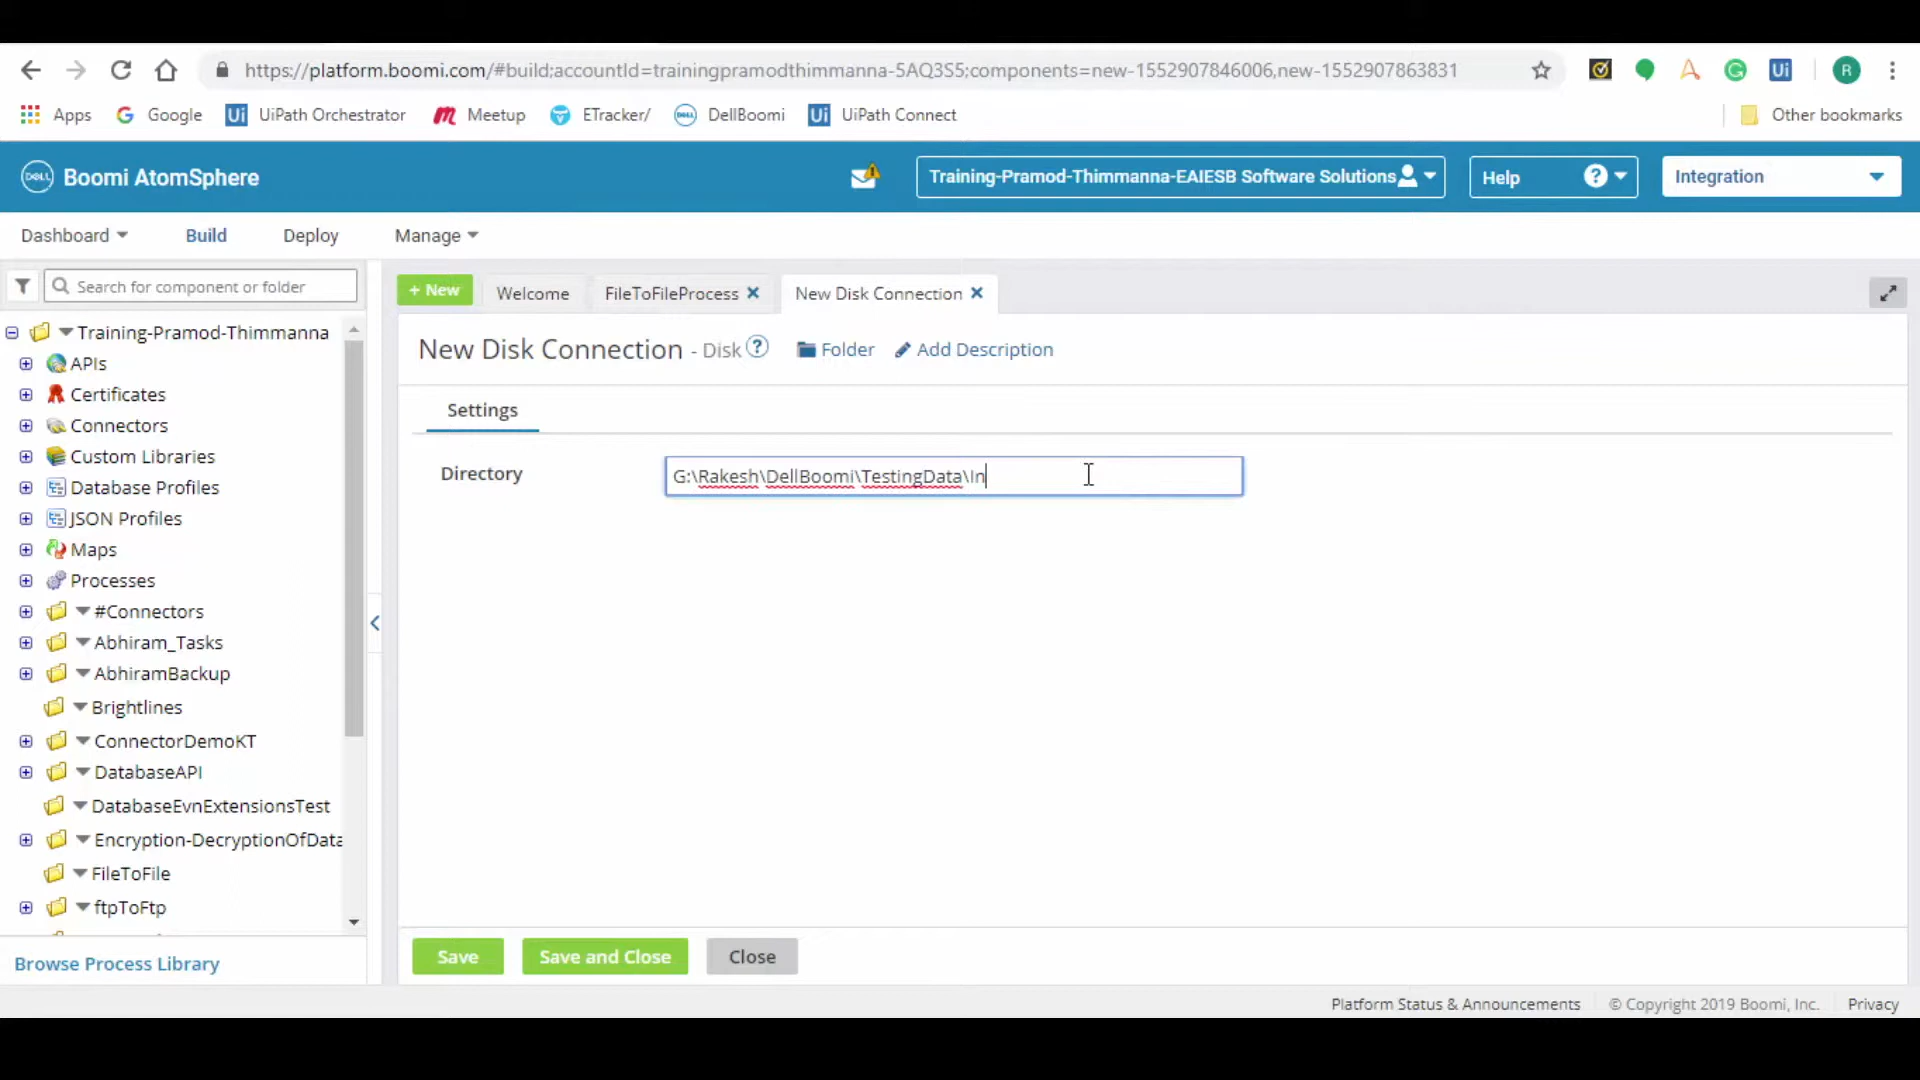 https://platform.boomi.com/#build;accountId=trainingpramodthimmanna-5AQ3S5;components=new-1552907846006,new-1552907863831
Ui
R
Apps
G Google
Ui UiPath Orchestrator
Meetup
ETracker/
DellBoomi
Ui UiPath Connect
Other bookmarks
DELL Boomi AtomSphere
Training-Pramod-Thimmanna-EAIESB Software Solutions
Help ?
Integration
Dashboard
Build
Deploy
Manage
Search for component or folder
+ New
Welcome
FileToFileProcess
New Disk Connection
Training-Pramod-Thimmanna
APIs
Certificates
Connectors
Custom Libraries
Database Profiles
JSON Profiles
Maps
Processes
#Connectors
Abhiram_Tasks
AbhiramBackup
Brightlines
ConnectorDemoKT
DatabaseAPI
DatabaseEvnExtensionsTest
Encryption-DecryptionOfData
FileToFile
ftpToFtp
Browse Process Library
New Disk Connection - Disk ?
Folder
Add Description
Settings
Directory
G:\Rakesh\DellBoomi\TestingData\In
Save
Save and Close
Close
Platform Status & Announcements
© Copyright 2019 Boomi, Inc.
Privacy